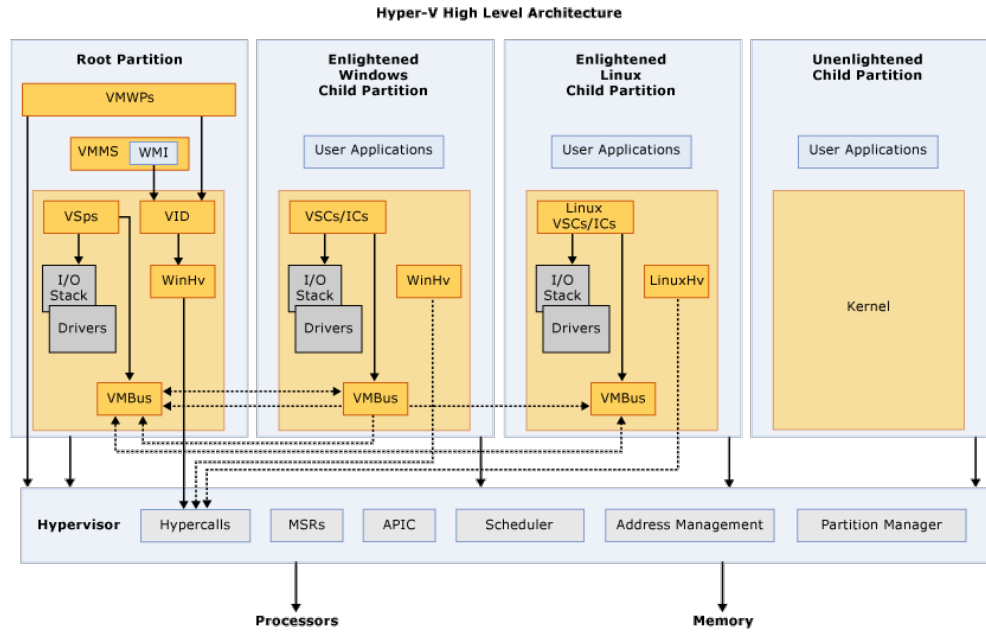 Hyper-V High Level Architecture
Root Partition
VMWPs
VMMS
WMI
VSps
VID
I/O
Stack
WinHv
Drivers
VMBus
Enlightened
Windows
Child Partition
User Applications
VSCs/ICs
I/O
Stack
WinHv
Drivers
VMBus
Enlightened
Linux
Child Partition
User Applications
Linux
VSCs/ICs
I/O
Stack
LinuxHv
Drivers
VMBus
Unenlightened
Child Partition
User Applications
Kernel
Hypervisor
Hypercalls
MSRs
APIC
Scheduler
Address Management
Partition Manager
Processors
Memory